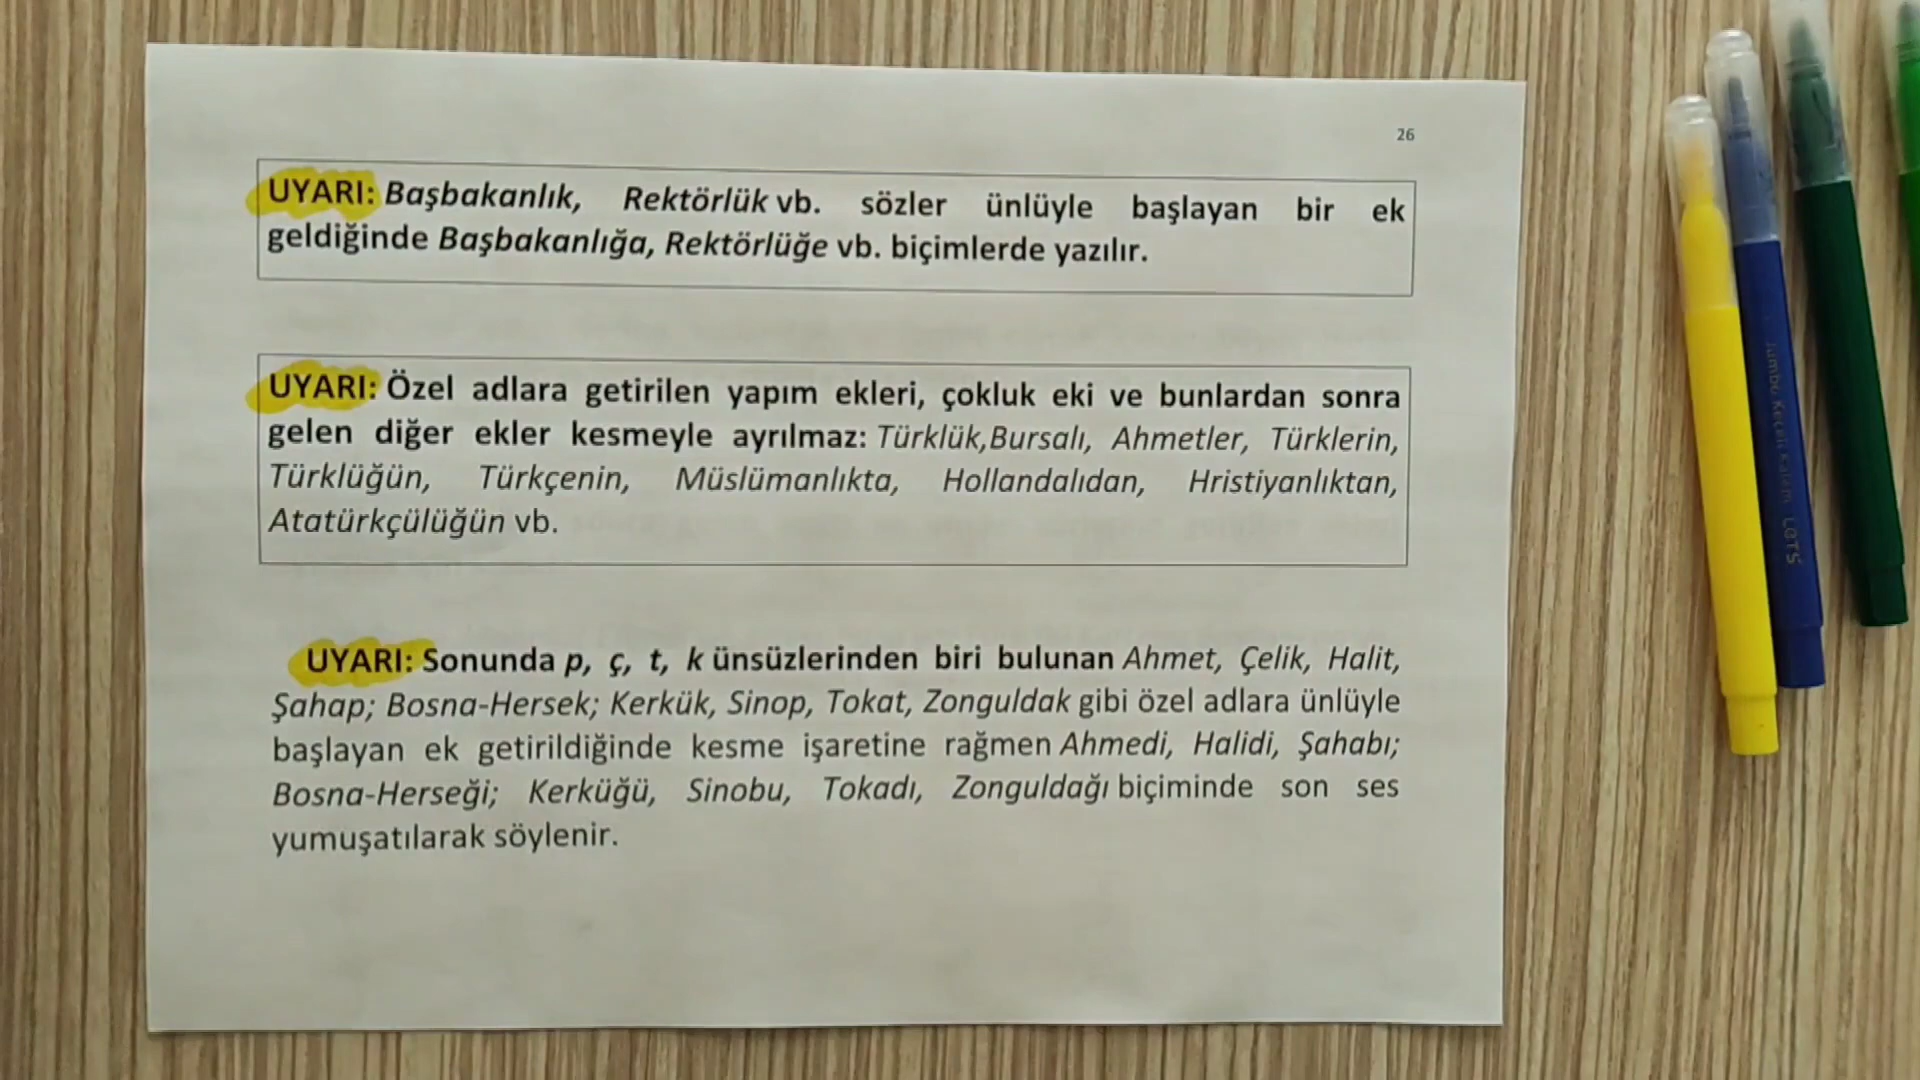 26
UYARI: Başbakanlık, Rektörlük vb. sözler ünlüyle başlayan bir ek
geldiğinde Başbakanlığa, Rektörlüğe vb. biçimlerde yazılır.
UYARI: Özel adlara getirilen yapım ekleri, çokluk eki ve bunlardan sonra
gelen diğer ekler kesmeyle ayrılmaz: Türklük,Bursalı, Ahmetler, Türklerin,
Türklüğün, Türkçenin, Müslümanlıkta, Hollandalıdan, Hristiyanlıktan,
Atatürkçülüğün vb.
UYARI: Sonunda p, ç, t, k ünsüzlerinden biri bulunan Ahmet, Çelik, Halit,
Şahap; Bosna-Hersek; Kerkük, Sinop, Tokat, Zonguldak gibi özel adlara ünlüyle
başlayan ek getirildiğinde kesme işaretine rağmen Ahmedi, Halidi, Şahabı;
Bosna-Herseği; Kerküğü, Sinobu, Tokadı, Zonguldağı biçiminde son ses
yumuşatılarak söylenir.
Jumbo Keçeli Kalem LETS